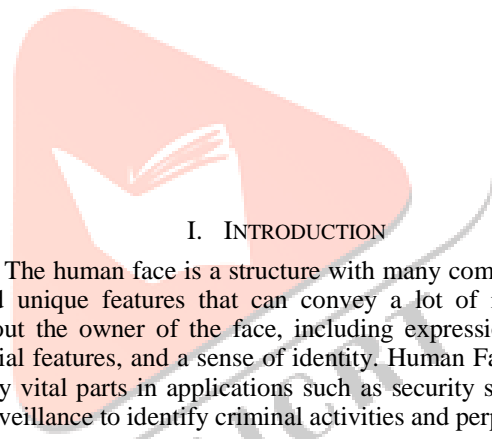 I. INTRODUCTION
The human face is a structure with many com
unique features that can convey a lot of
out the owner of the face, including expressio
ial features, and a sense of identity. Human Fa
y vital parts in applications such as security s
veillance to identify criminal activities and perp